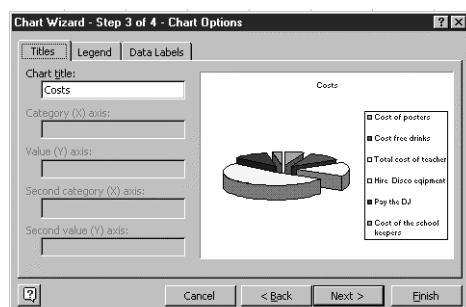 Chart Wizard - Step 3 of 4 - Chart Options
Titles
Legend
Data Labels
Chart title:
Costs
Category (X) axis:
Value (Y) axis:
Second category (X) axis:
Second value (Y) axis:
Costs
Cost of posters
Cost free drinks
Total cost of teacher
Hire Disco eqipment
Pay the DJ
Cost of the school
keepers
Cancel
< Back
Next >
Finish